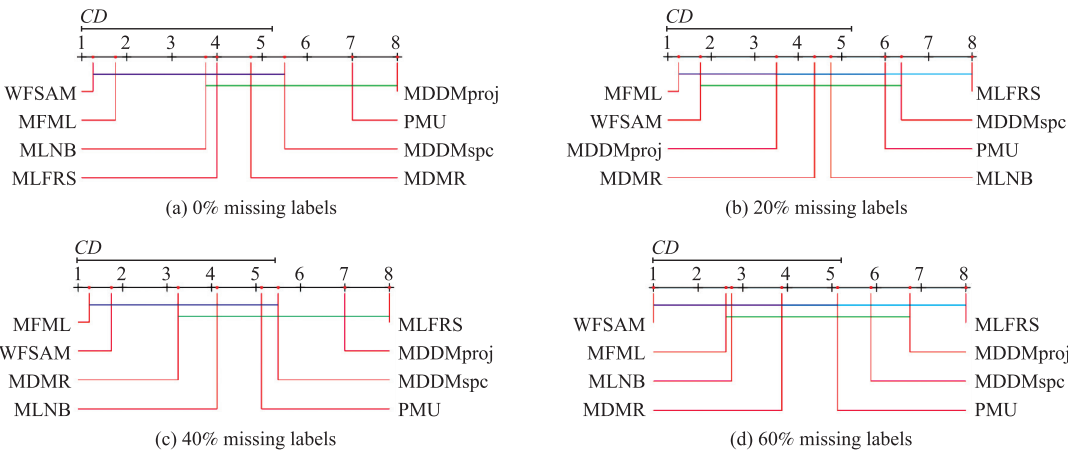 CD
1 2 3 4 5 6 7 8
WFSAM MDDMproj
MFML PMU
MLNB MDDMspc
MLFRS MDMR
(a) 0% missing labels
CD
1 2 3 4 5 6 7 8
MFML MLFRS
WFSAM MDDMspc
MDDMproj PMU
MDMR MLNB
(b) 20% missing labels
CD
1 2 3 4 5 6 7 8
MFML MLFRS
WFSAM MDDMproj
MDMR MDDMspc
MLNB PMU
(c) 40% missing labels
CD
1 2 3 4 5 6 7 8
WFSAM MLFRS
MFML MDDMproj
MLNB MDDMspc
MDMR PMU
(d) 60% missing labels